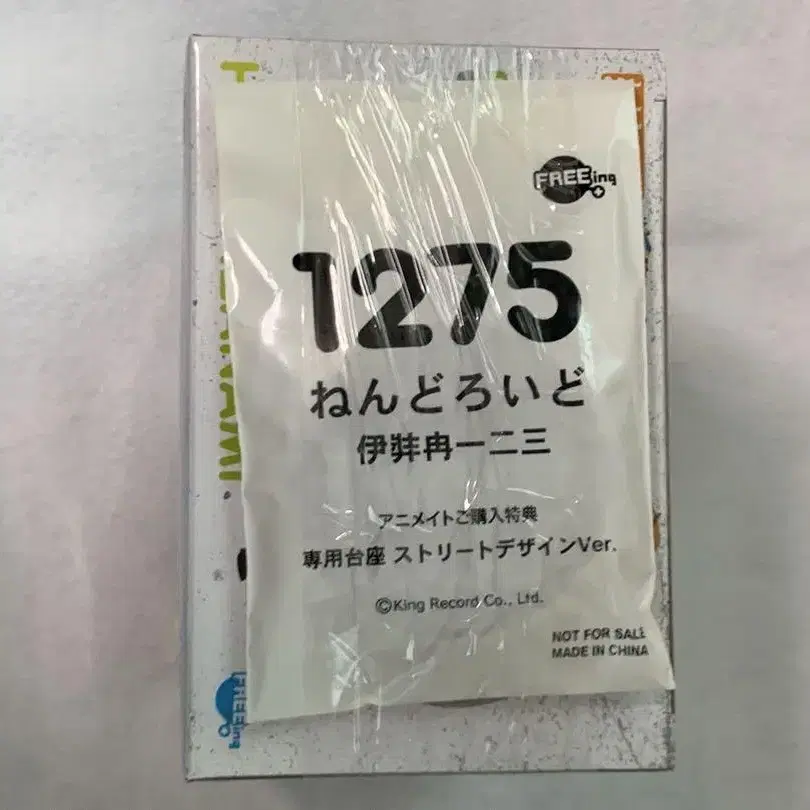 FREEing
1275
ねんどろいど
伊弉冉一二三
アニメイトご購入特典
専用台座 ストリートデザインVer.
©King Record Co., Ltd.
NOT FOR SALE
MADE IN CHINA
FREEing